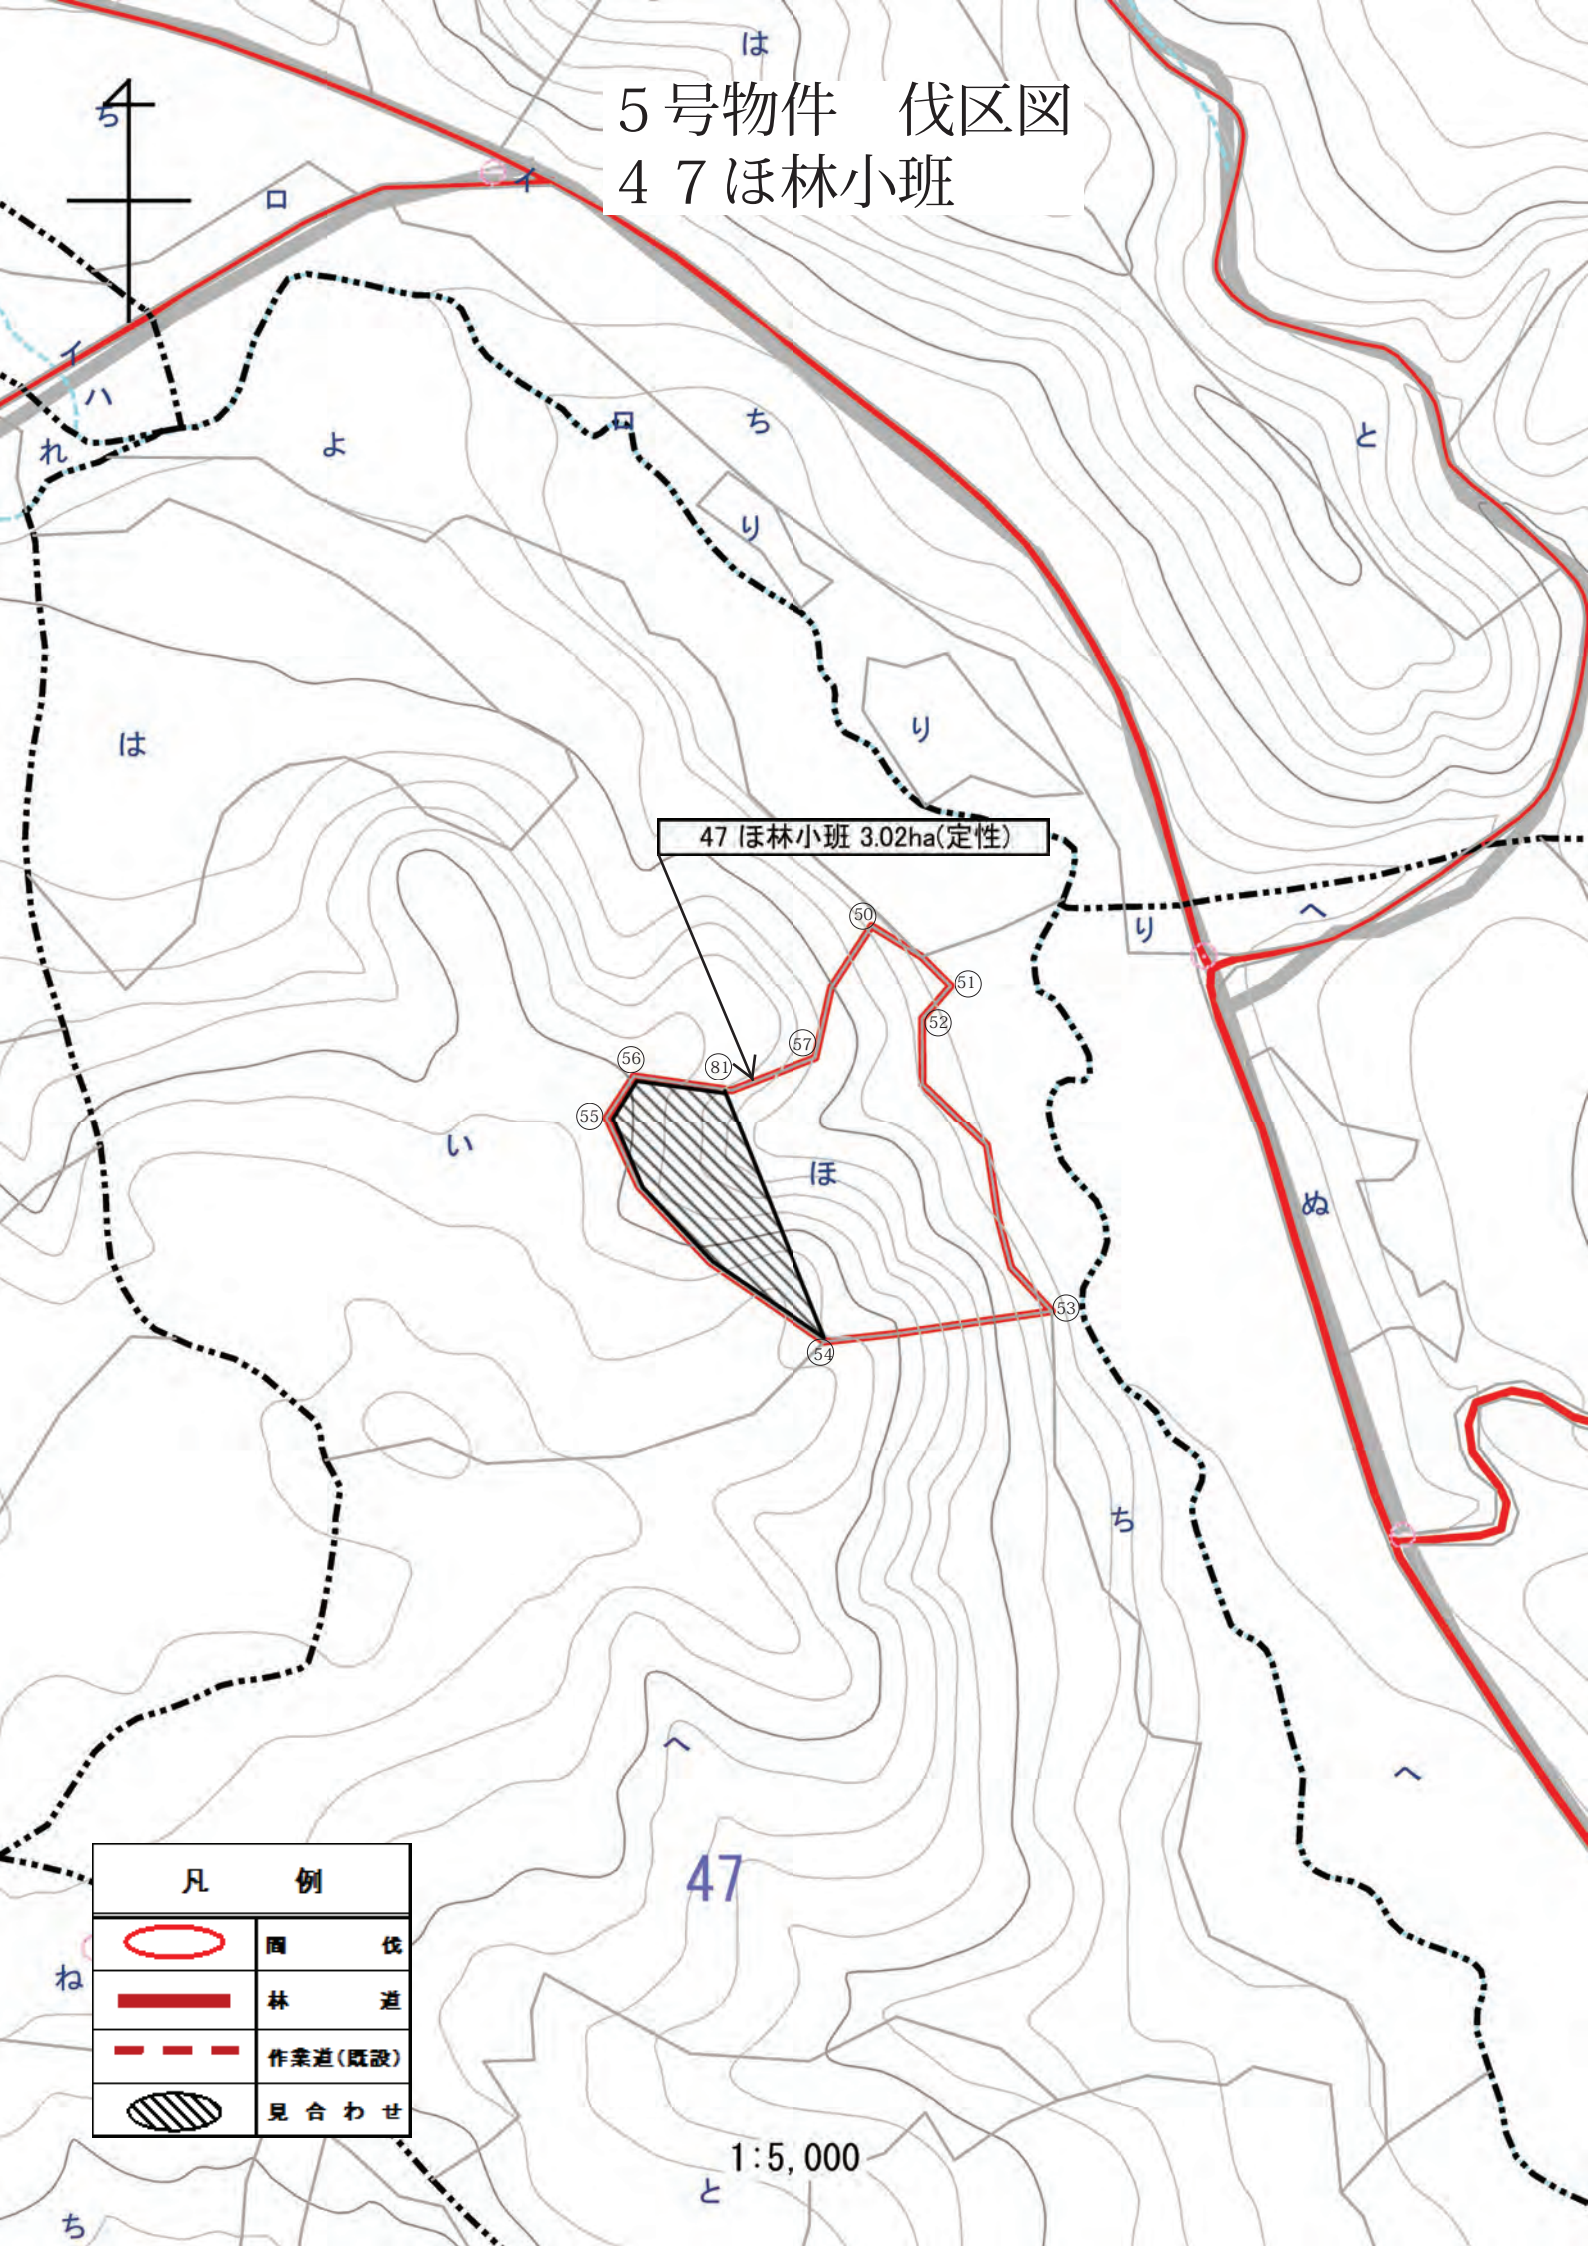 は
５号物件　伐区図
４７ほ林小班
ち
ロ
イ
イ
ハ
れ
よ
ロ
ち
と
り
は
り
47 ほ林小班 3.02ha(定性)
50
り
へ
51
52
57
56
81
55
い
ほ
ぬ
53
54
ち
へ
へ
47
凡　例
間　伐
林　道
作業道(既設)
見合わせ
ね
1:5,000
と
ち